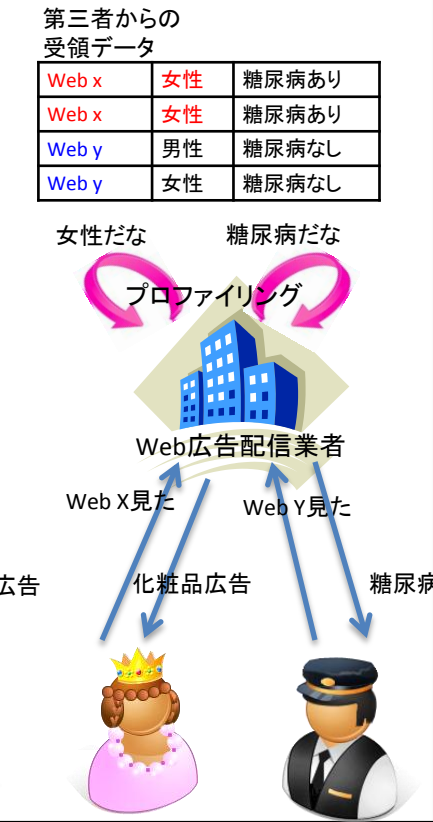 第三者からの
受領データ
Web x 女性 糖尿病あり
Web x 女性 糖尿病あり
Web y 男性 糖尿病なし
Web y 女性 糖尿病なし
女性だな 糖尿病だな
プロファイリング
Web広告配信業者
Web X見た Web Y見た
広告 化粧品広告 糖尿病